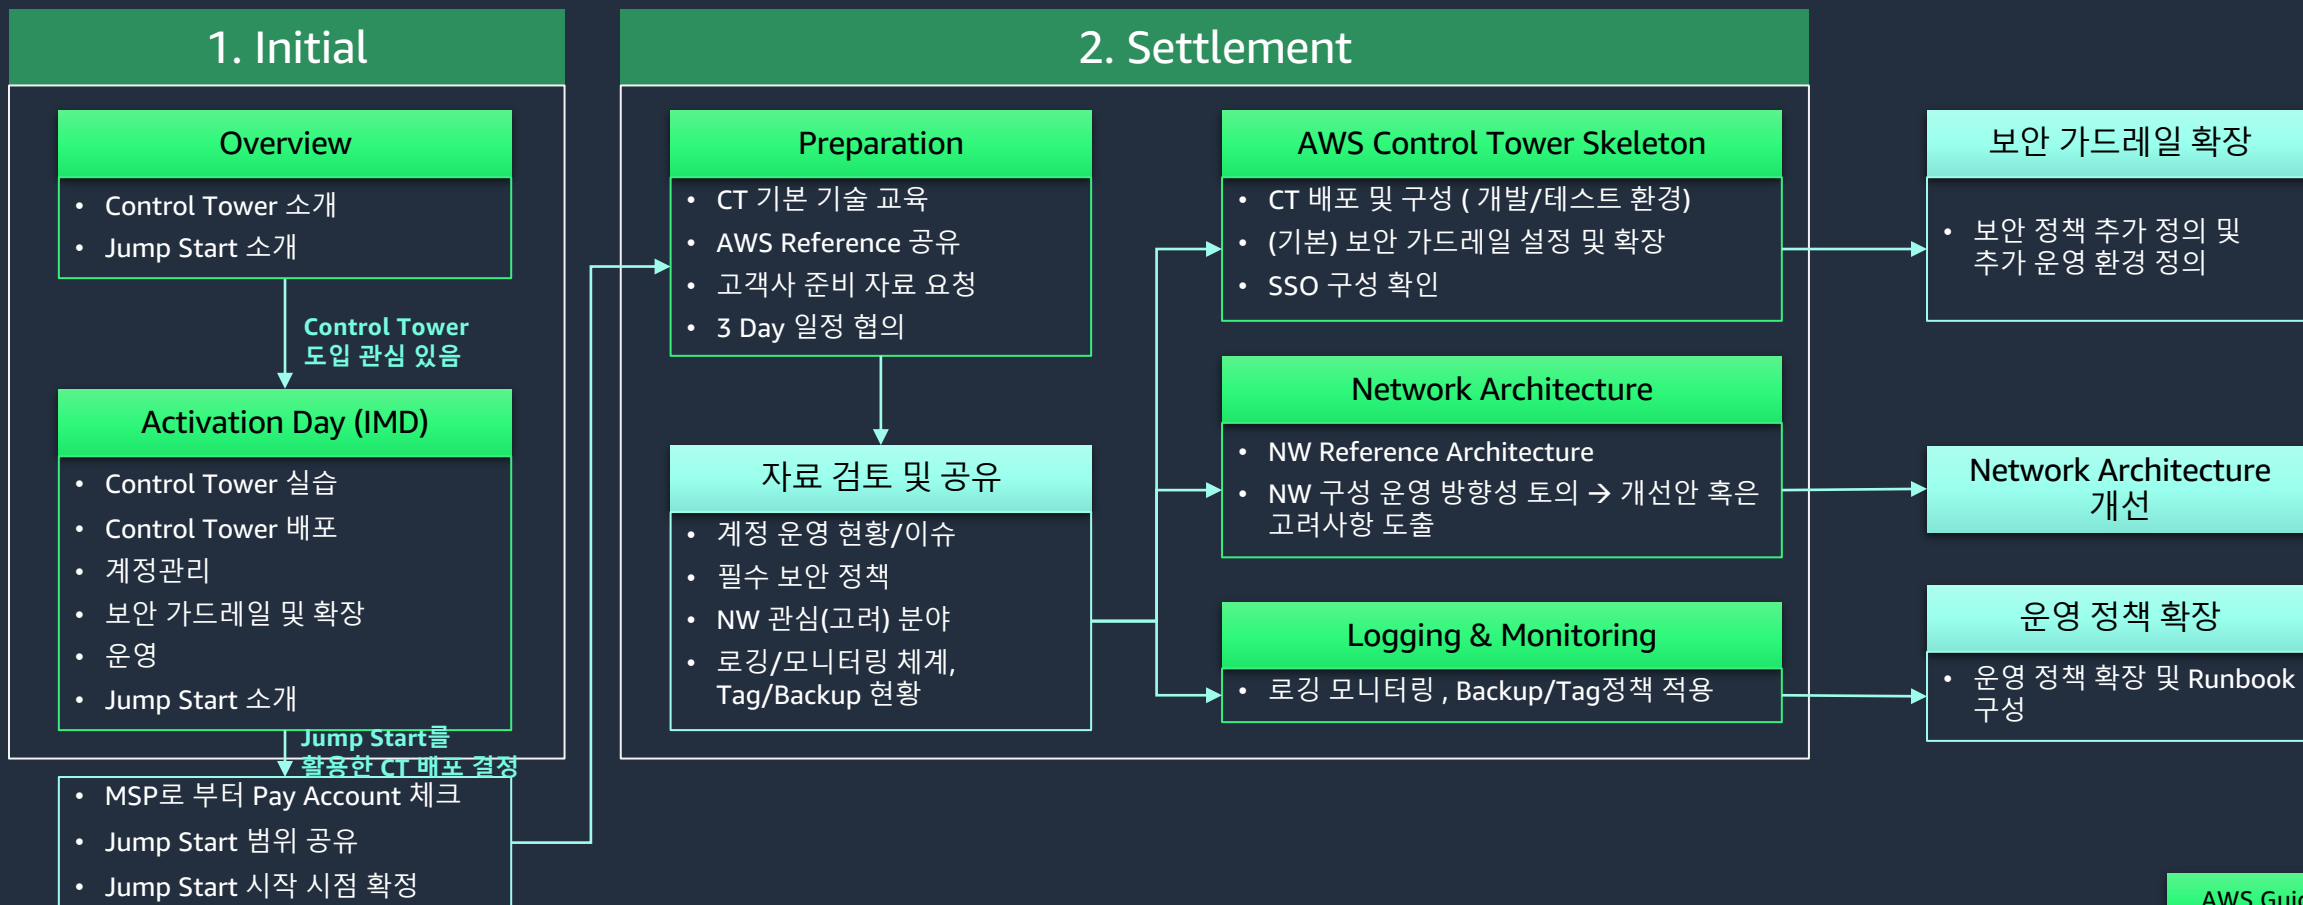 1. Initial
Overview
• Control Tower 소개
• Jump Start 소개
Control Tower
도입 관심 있음
Activation Day (IMD)
• Control Tower 실습
• Control Tower 배포
• 계정관리
• 보안 가드레일 및 확장
• 운영
• Jump Start 소개
Jump Start를
활용한 CT 배포 결정
• MSP로 부터 Pay Account 체크
• Jump Start 범위 공유
• Jump Start 시작 시점 확정
2. Settlement
Preparation
• CT 기본 기술 교육
• AWS Reference 공유
• 고객사 준비 자료 요청
• 3 Day 일정 협의
자료 검토 및 공유
• 계정 운영 현황/이슈
• 필수 보안 정책
• NW 관심(고려) 분야
• 로깅/모니터링 체계,
Tag/Backup 현황
AWS Control Tower Skeleton
• CT 배포 및 구성 ( 개발/테스트 환경)
• (기본) 보안 가드레일 설정 및 확장
• SSO 구성 확인
Network Architecture
• NW Reference Architecture
• NW 구성 운영 방향성 토의 → 개선안 혹은
고려사항 도출
Logging & Monitoring
• 로깅 모니터링 , Backup/Tag정책 적용
보안 가드레일 확장
• 보안 정책 추가 정의 및
추가 운영 환경 정의
Network Architecture
개선
운영 정책 확장
• 운영 정책 확장 및 Runbook
구성
AWS